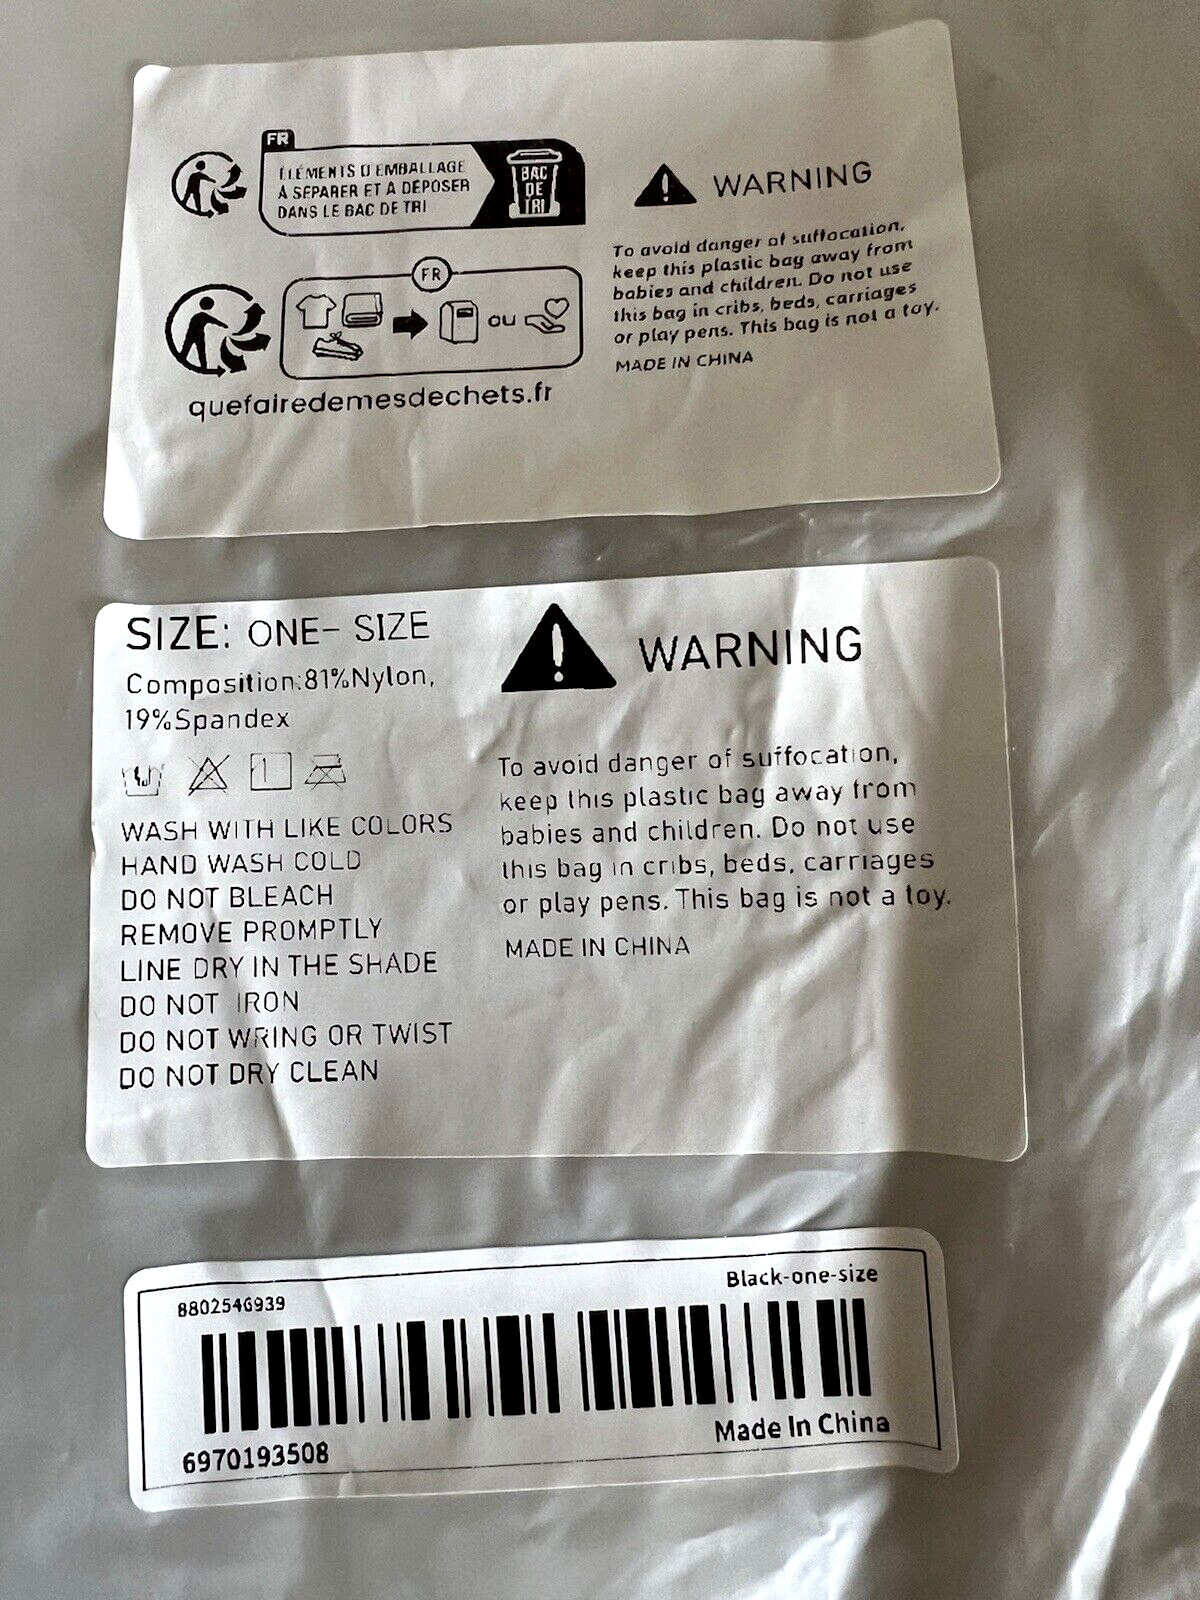 FR
ÉLÉMENTS D'EMBALLAGE
À SÉPARER ET À DÉPOSER
DANS LE BAC DE TRI
BAC
DE
TRI
FR
OU
quefairedemesdechets.fr
WARNING
To avoid danger of suffocation,
keep this plastic bag away from
babies and children. Do not use
this bag in cribs, beds, carriages
or play pens. This bag is not a toy.
MADE IN CHINA
SIZE: ONE- SIZE
Composition:81%Nylon,
19%Spandex
WASH WITH LIKE COLORS
HAND WASH COLD
DO NOT BLEACH
REMOVE PROMPTLY
LINE DRY IN THE SHADE
DO NOT IRON
DO NOT WRING OR TWIST
DO NOT DRY CLEAN
WARNING
To avoid danger of suffocation,
keep this plastic bag away from
babies and children. Do not use
this bag in cribs, beds, carriages
or play pens. This bag is not a toy.
MADE IN CHINA
8802546939
Black-one-size
6970193508
Made In China